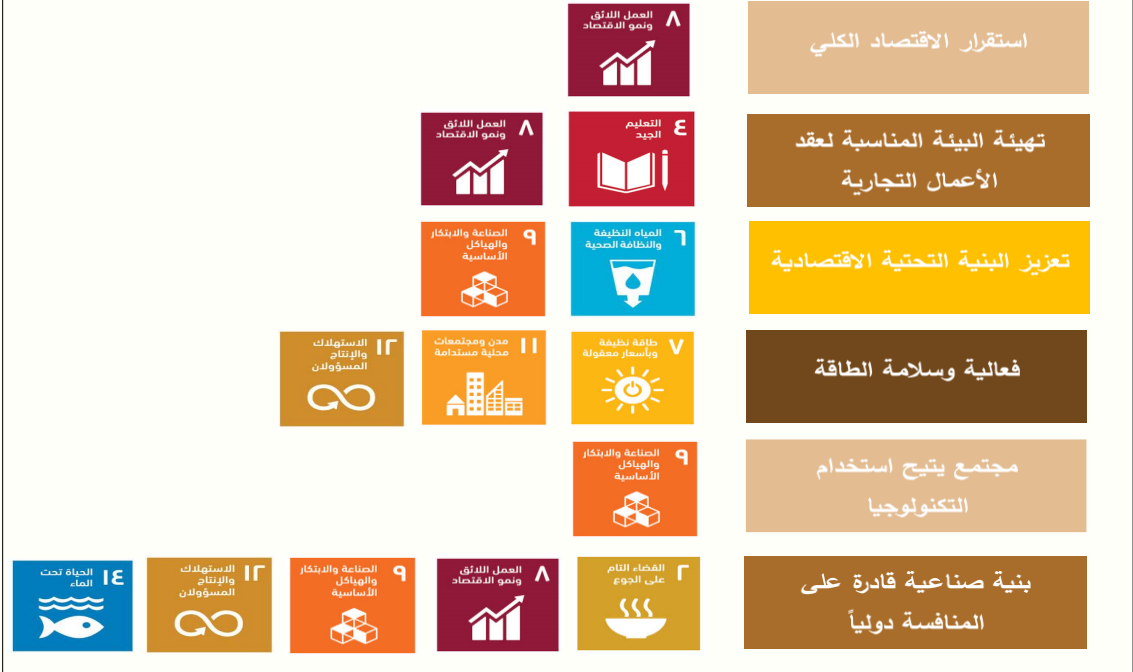 استقرار الاقتصاد الكلي
٨ العمل اللائق
ونمو الاقتصاد
تهيئة البيئة المناسبة لعقد
الأعمال التجارية
٤ التعليم
الجيد
٨ العمل اللائق
ونمو الاقتصاد
تعزيز البنية التحتية الاقتصادية
٦ المياه النظيفة
والنظافة الصحية
٩ الصناعة والابتكار
والهياكل
الأساسية
فعالية وسلامة الطاقة
٧ طاقة نظيفة
وبأسعار معقولة
١١ مدن ومجتمعات
محلية مستدامة
١٢ الاستهلاك
والإنتاج
المسؤولان
مجتمع يتيح استخدام
التكنولوجيا
٩ الصناعة والابتكار
والهياكل
الأساسية
بنية صناعية قادرة على
المنافسة دولياً
٢ القضاء التام
على الجوع
٨ العمل اللائق
ونمو الاقتصاد
٩ الصناعة والابتكار
والهياكل
الأساسية
١٢ الاستهلاك
والإنتاج
المسؤولان
١٤ الحياة تحت
الماء